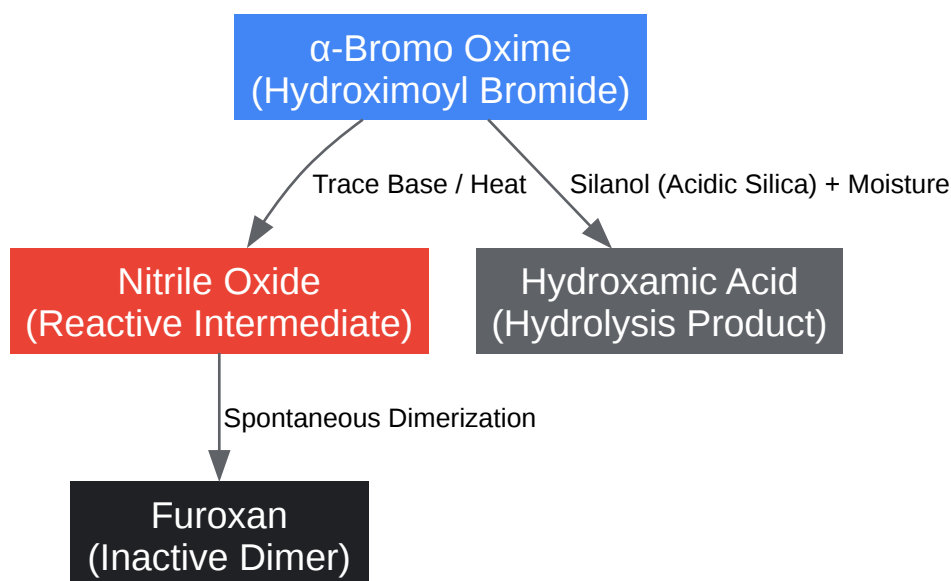 α-Bromo Oxime
(Hydroximoyl Bromide)
Trace Base / Heat
Silanol (Acidic Silica) + Moisture
Nitrile Oxide
(Reactive Intermediate)
Hydroxamic Acid
(Hydrolysis Product)
Spontaneous Dimerization
Furoxan
(Inactive Dimer)